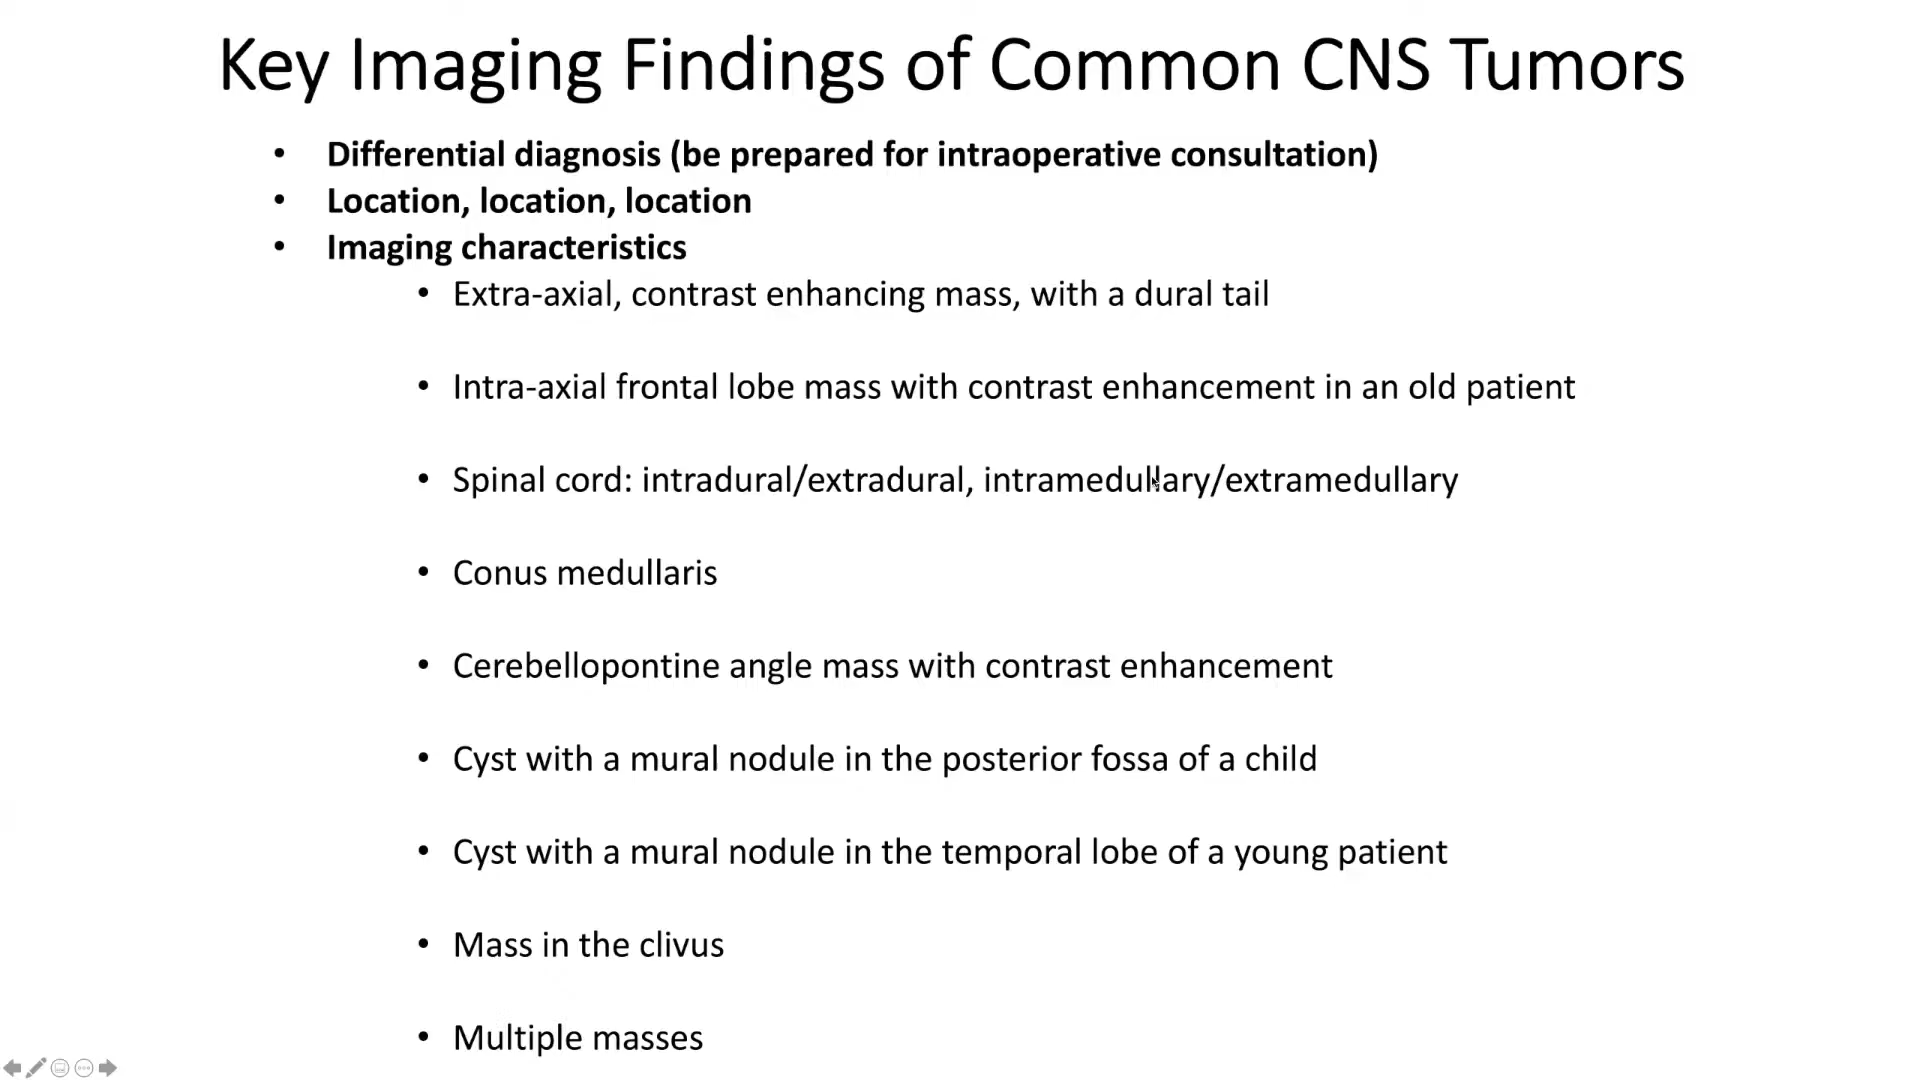 Key Imaging Findings of Common CNS Tumors
• Differential diagnosis (be prepared for intraoperative consultation)
• Location, location, location
• Imaging characteristics
• Extra-axial, contrast enhancing mass, with a dural tail
• Intra-axial frontal lobe mass with contrast enhancement in an old patient
• Spinal cord: intradural/extradural, intramedullary/extramedullary
• Conus medullaris
• Cerebellopontine angle mass with contrast enhancement
• Cyst with a mural nodule in the posterior fossa of a child
• Cyst with a mural nodule in the temporal lobe of a young patient
• Mass in the clivus
• Multiple masses